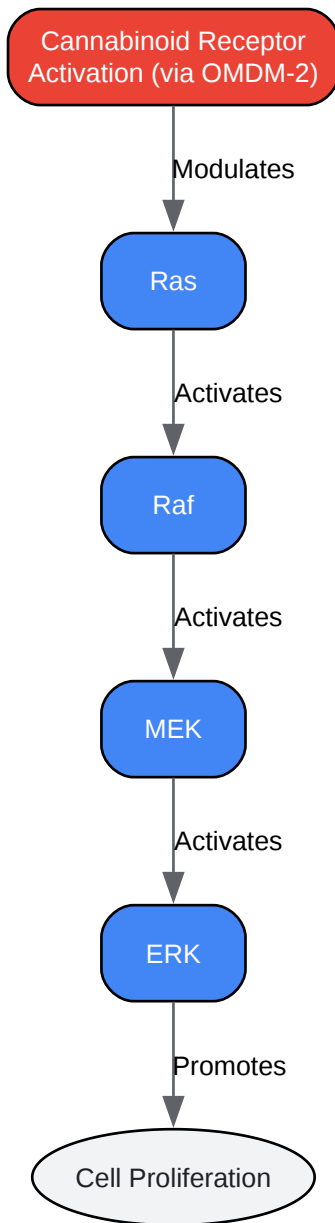 Cannabinoid Receptor
Activation (via OMDM-2)
Modulates
Ras
Activates
Raf
Activates
MEK
Activates
ERK
Promotes
Cell Proliferation